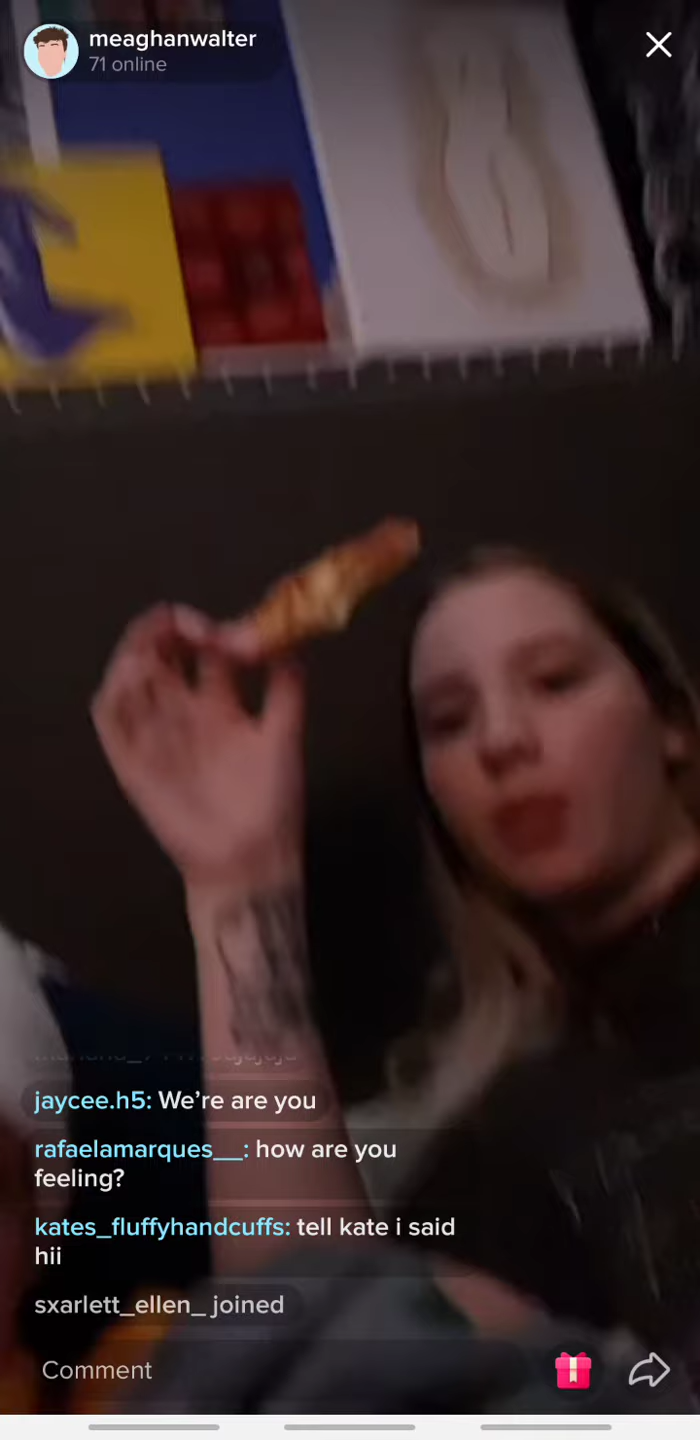 meaghanwalter
71 online
jaycee.h5: We're are you
rafaelamarques__: how are you
feeling?
kates_fluffyhandcuffs: tell kate i said
hii
sxarlett_ellen_ joined
Comment